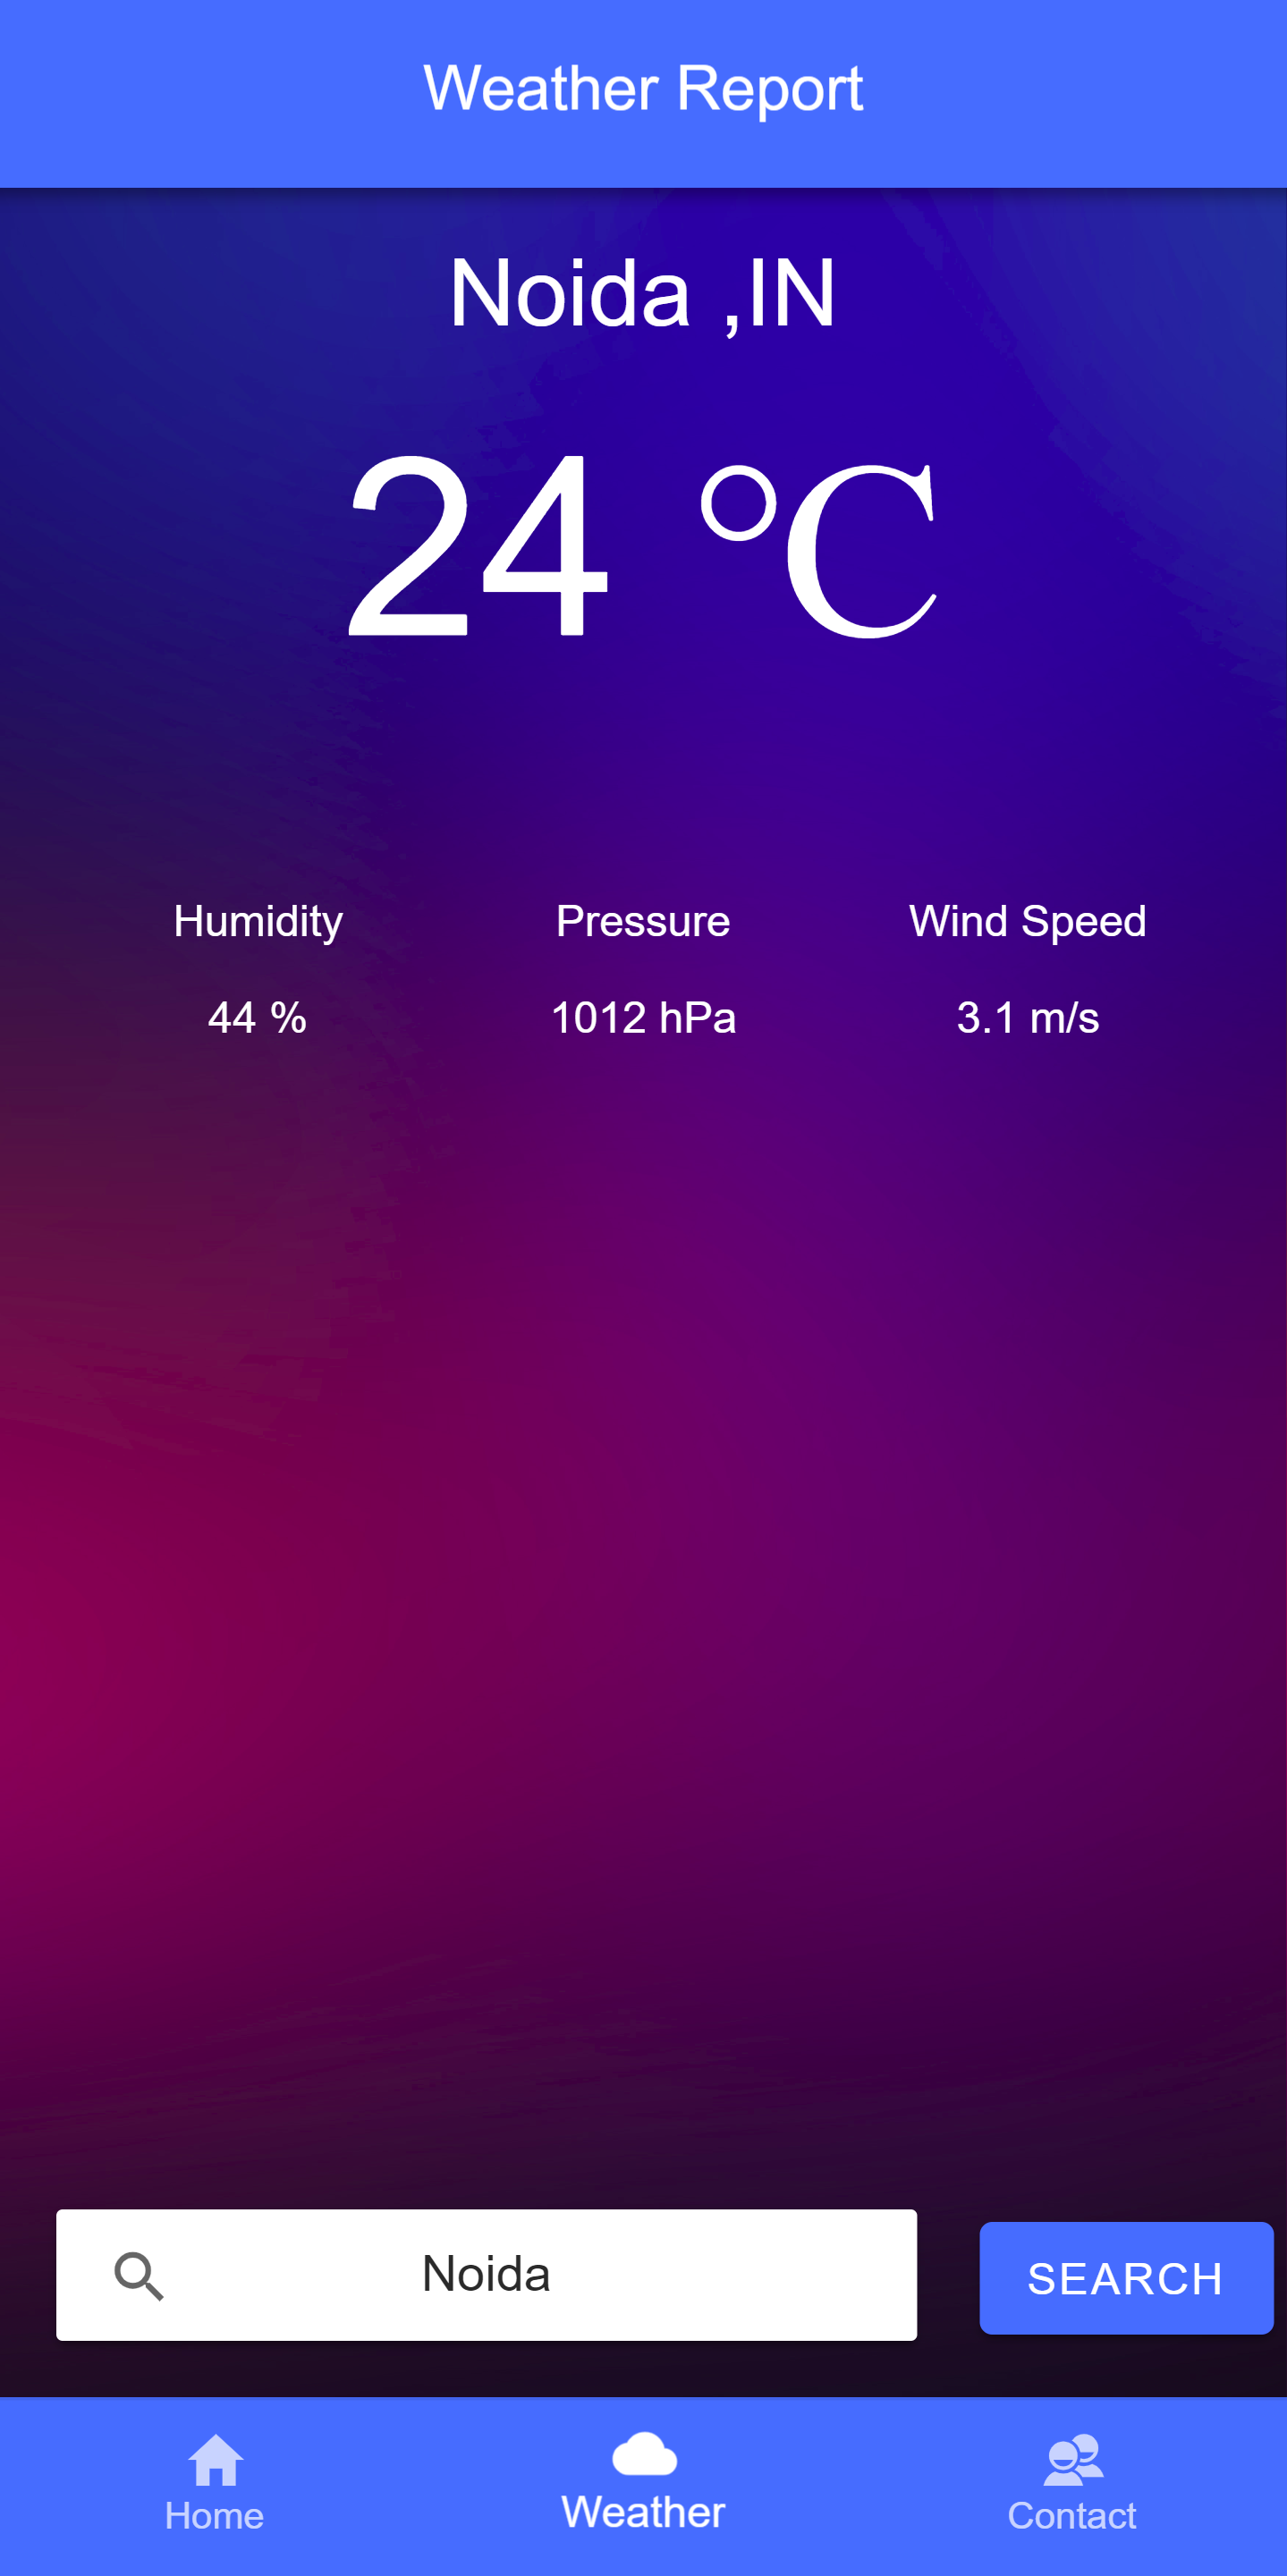 Weather Report
Noida ,IN
24 °C
Humidity Pressure Wind Speed
44 % 1012 hPa 3.1 m/s
Noida SEARCH
Home Weather Contact